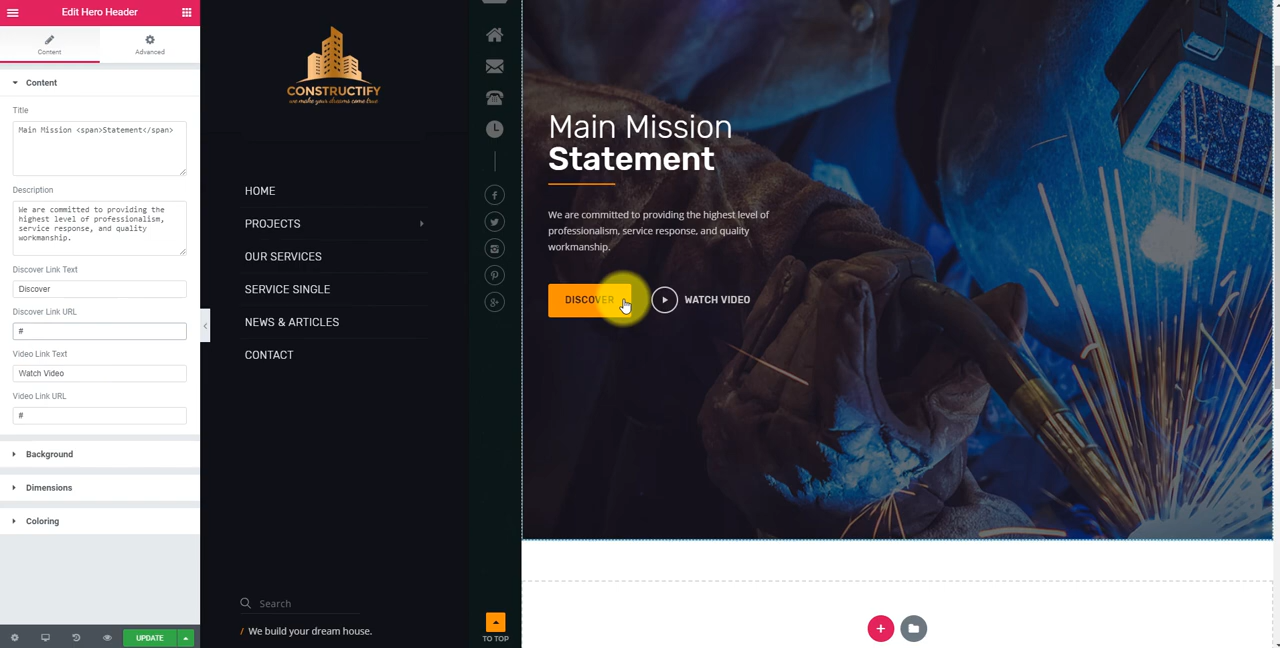 Edit Hero Header
Content
Advanced
Content
Title
Main Mission <span>Statement</span>
Description
We are committed to providing the
highest level of professionalism,
service response, and quality
workmanship.
Discover Link Text
Discover
Discover Link URL
#
Video Link Text
Watch Video
Video Link URL
#
Background
Dimensions
Coloring
UPDATE
CONSTRUCTIFY
we make your dreams come true
HOME
PROJECTS
OUR SERVICES
SERVICE SINGLE
NEWS & ARTICLES
CONTACT
Search
/ We build your dream house.
TO TOP
Main Mission
Statement
We are committed to providing the highest level of
professionalism, service response, and quality
workmanship.
DISCOVER
WATCH VIDEO